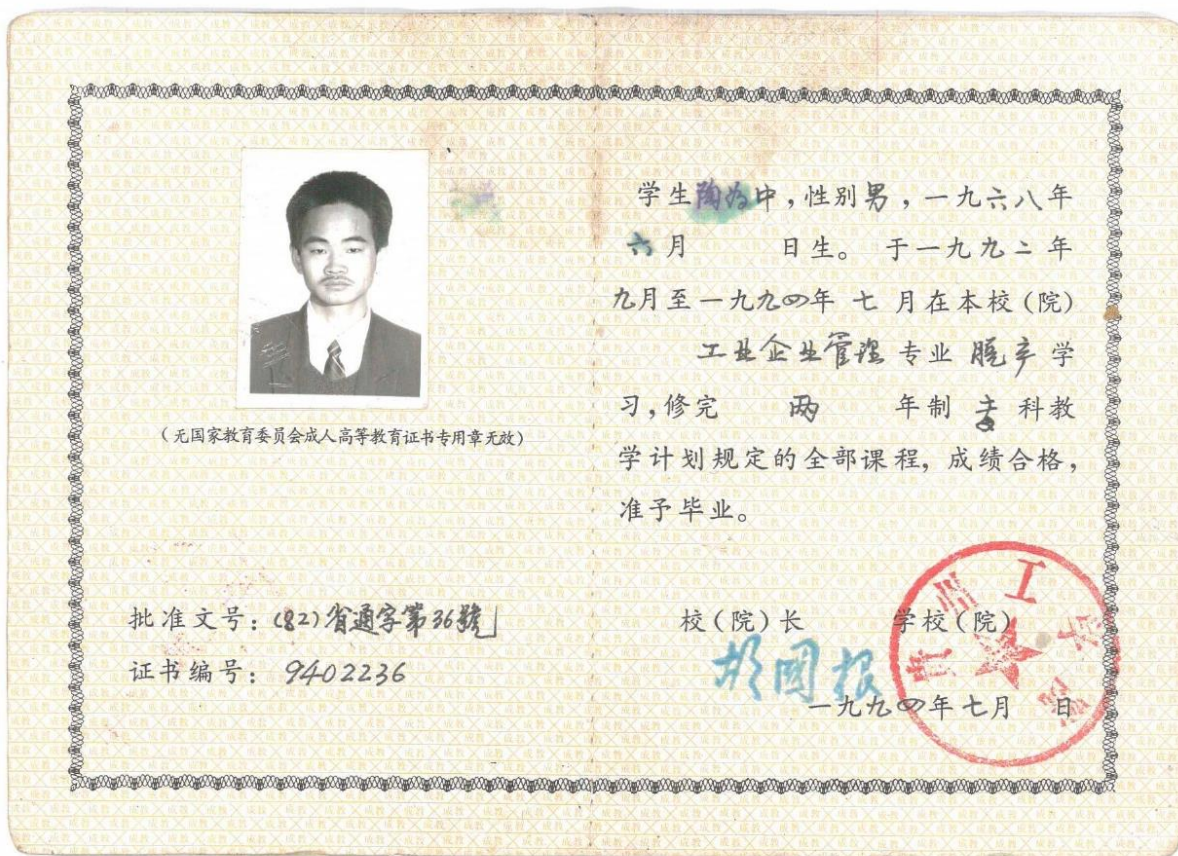 (无国家教育委员会成人高等教育证书专用章无效)
批准文号：(82)省通字第36號
证书编号：9402236
学生陶为中，性别男，一九六八年
六月 日生。于一九九二年
九月至一九九四年 七 月在本校(院)
工业企业管理 专业 脱产 学
习，修完 两 年制 专 科教
学计划规定的全部课程，成绩合格，
准予毕业。
校(院)长 学校(院)
一九九四年七月 日
贵州工学院